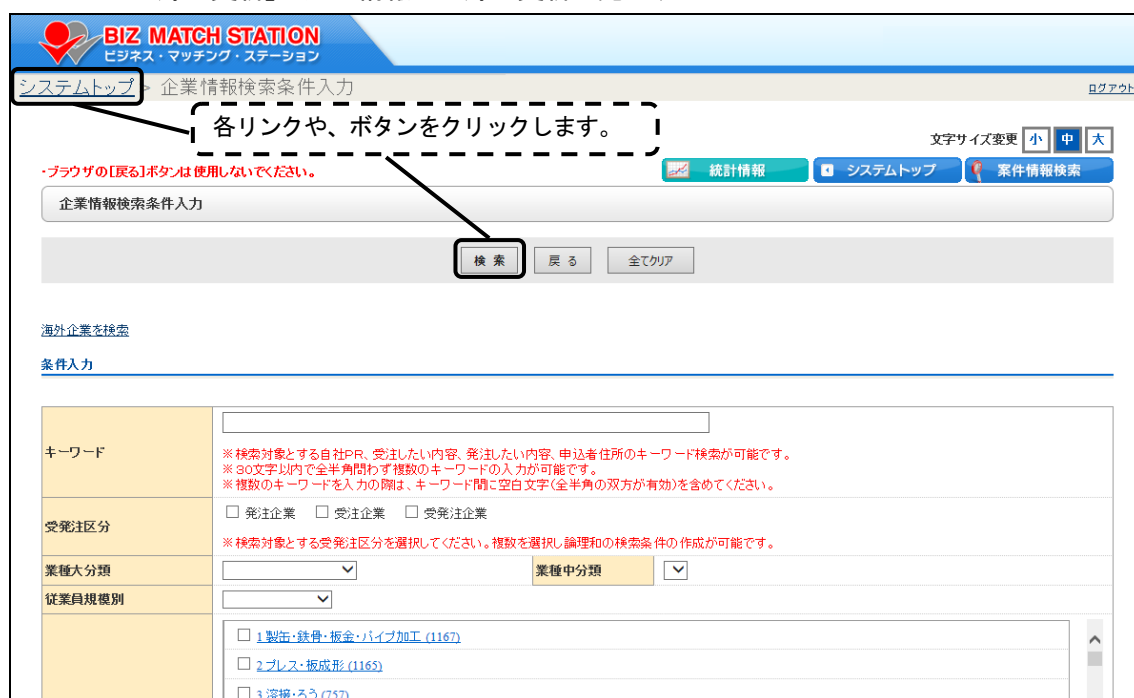 BIZ MATCH STATION
ビジネス・マッチング・ステーション
システムトップ > 企業情報検索条件入力
ログアウト
各リンクや、ボタンをクリックします。
文字サイズ変更 小 中 大
・ブラウザの[戻る]ボタンは使用しないでください。
統計情報 システムトップ 案件情報検索
企業情報検索条件入力
検 索 戻 る 全てクリア
海外企業を検索
条件入力
キーワード
※検索対象とする自社PR、受注したい内容、発注したい内容、申込者住所のキーワード検索が可能です。
※30文字以内で全半角問わず複数のキーワードの入力が可能です。
※複数のキーワードを入力の際は、キーワード間に空白文字(全半角の双方が有効)を含めてください。
受発注区分
発注企業 受注企業 受発注企業
※検索対象とする受発注区分を選択してください。複数を選択し論理和の検索条件の作成が可能です。
業種大分類 業種中分類
従業員規模別
1 製缶・鉄骨・板金・パイプ加工 (1167)
2 プレス・板成形 (1165)
3 溶接・ろう (757)